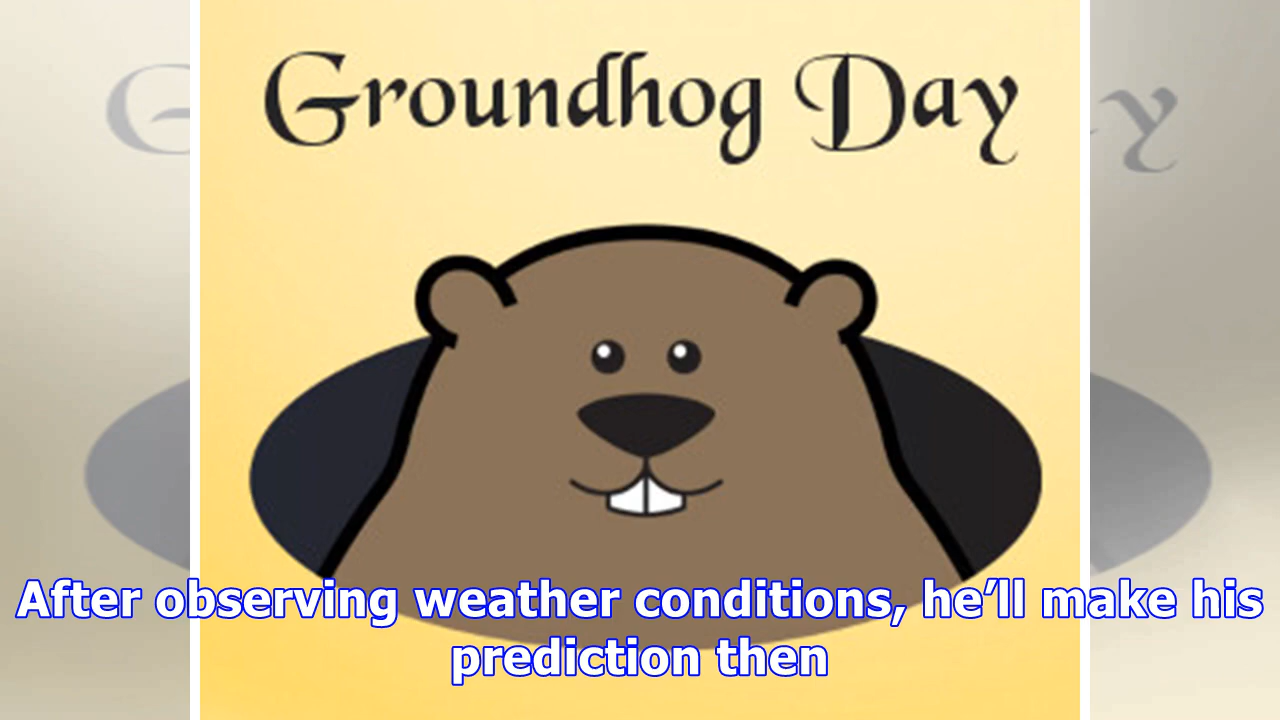 Groundhog Day
After observing weather conditions, he’ll make his
prediction then